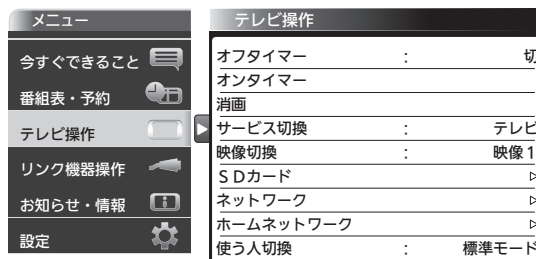 メニュー
今すぐできること
番組表・予約
テレビ操作
リンク機器操作
お知らせ・情報
設定
テレビ操作
オフタイマー : 切
オンタイマー
消画
サービス切換 : テレビ
映像切換 : 映像1
SDカード
ネットワーク
ホームネットワーク
使う人切換 : 標準モード